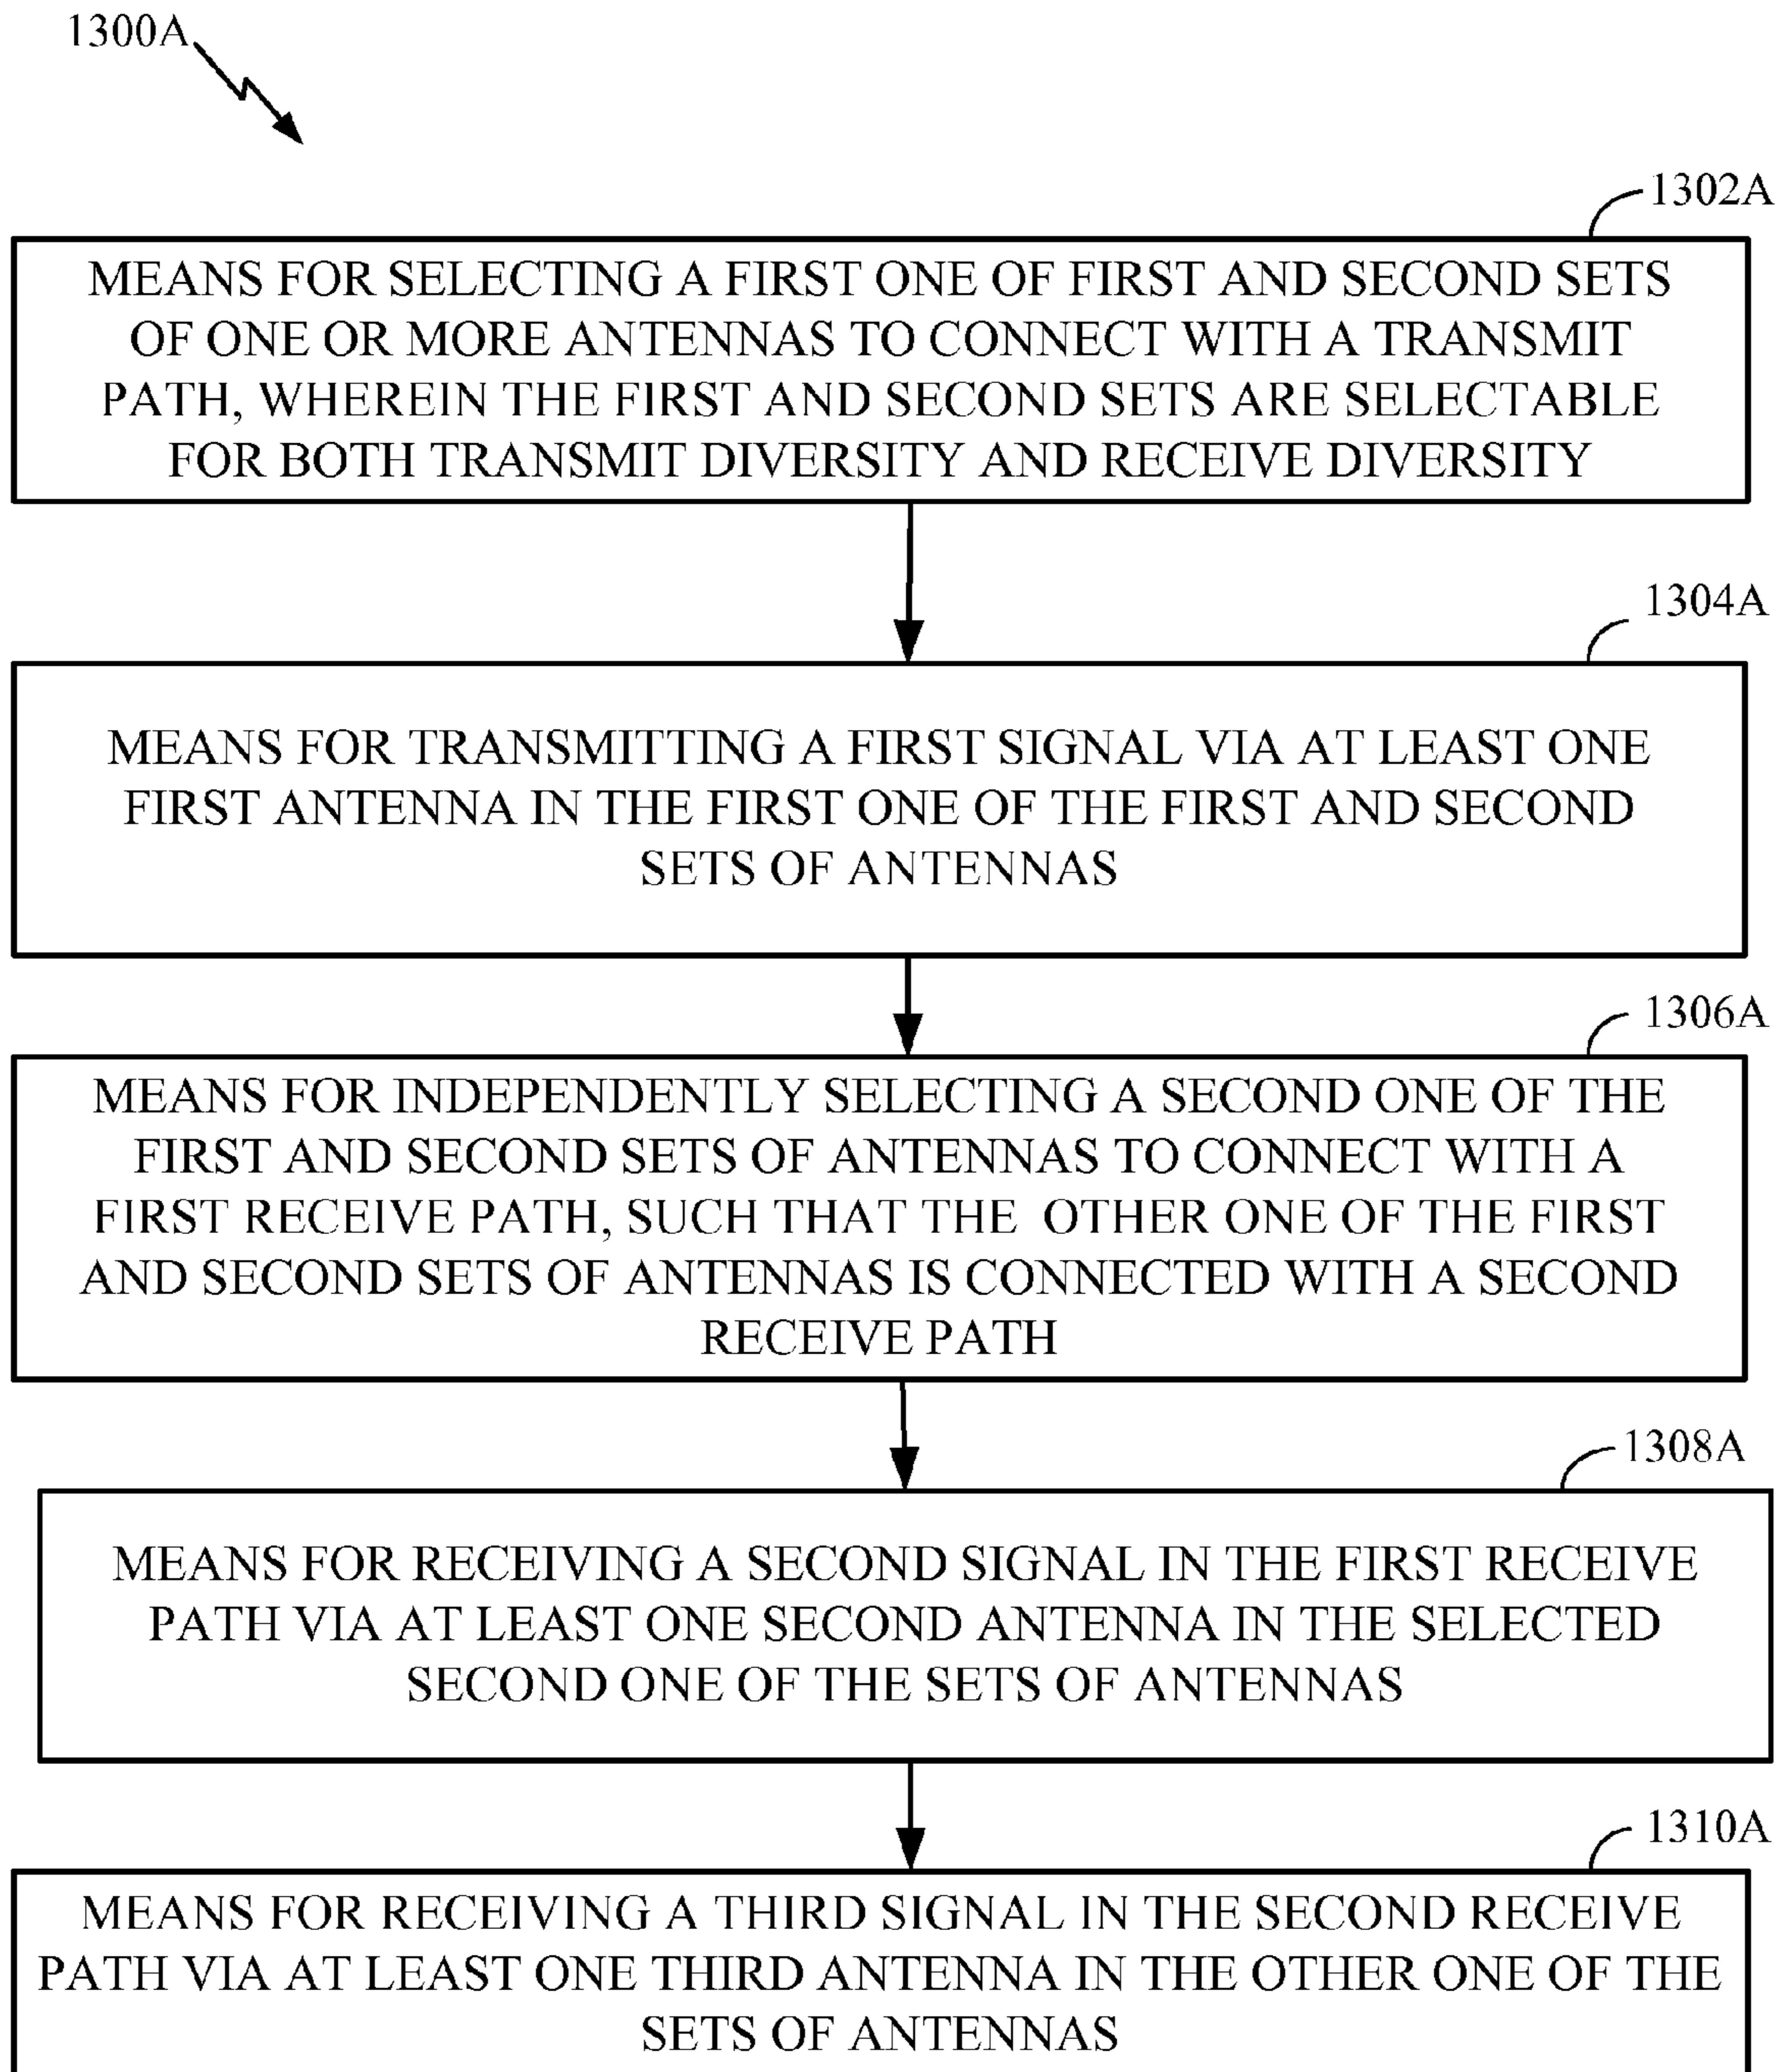 1300A
1302A
MEANS FOR SELECTING A FIRST ONE OF FIRST AND SECOND SETS
OF ONE OR MORE ANTENNAS TO CONNECT WITH A TRANSMIT
PATH, WHEREIN THE FIRST AND SECOND SETS ARE SELECTABLE
FOR BOTH TRANSMIT DIVERSITY AND RECEIVE DIVERSITY
1304A
MEANS FOR TRANSMITTING A FIRST SIGNAL VIA AT LEAST ONE
FIRST ANTENNA IN THE FIRST ONE OF THE FIRST AND SECOND
SETS OF ANTENNAS
1306A
MEANS FOR INDEPENDENTLY SELECTING A SECOND ONE OF THE
FIRST AND SECOND SETS OF ANTENNAS TO CONNECT WITH A
FIRST RECEIVE PATH, SUCH THAT THE OTHER ONE OF THE FIRST
AND SECOND SETS OF ANTENNAS IS CONNECTED WITH A SECOND
RECEIVE PATH
1308A
MEANS FOR RECEIVING A SECOND SIGNAL IN THE FIRST RECEIVE
PATH VIA AT LEAST ONE SECOND ANTENNA IN THE SELECTED
SECOND ONE OF THE SETS OF ANTENNAS
1310A
MEANS FOR RECEIVING A THIRD SIGNAL IN THE SECOND RECEIVE
PATH VIA AT LEAST ONE THIRD ANTENNA IN THE OTHER ONE OF THE
SETS OF ANTENNAS